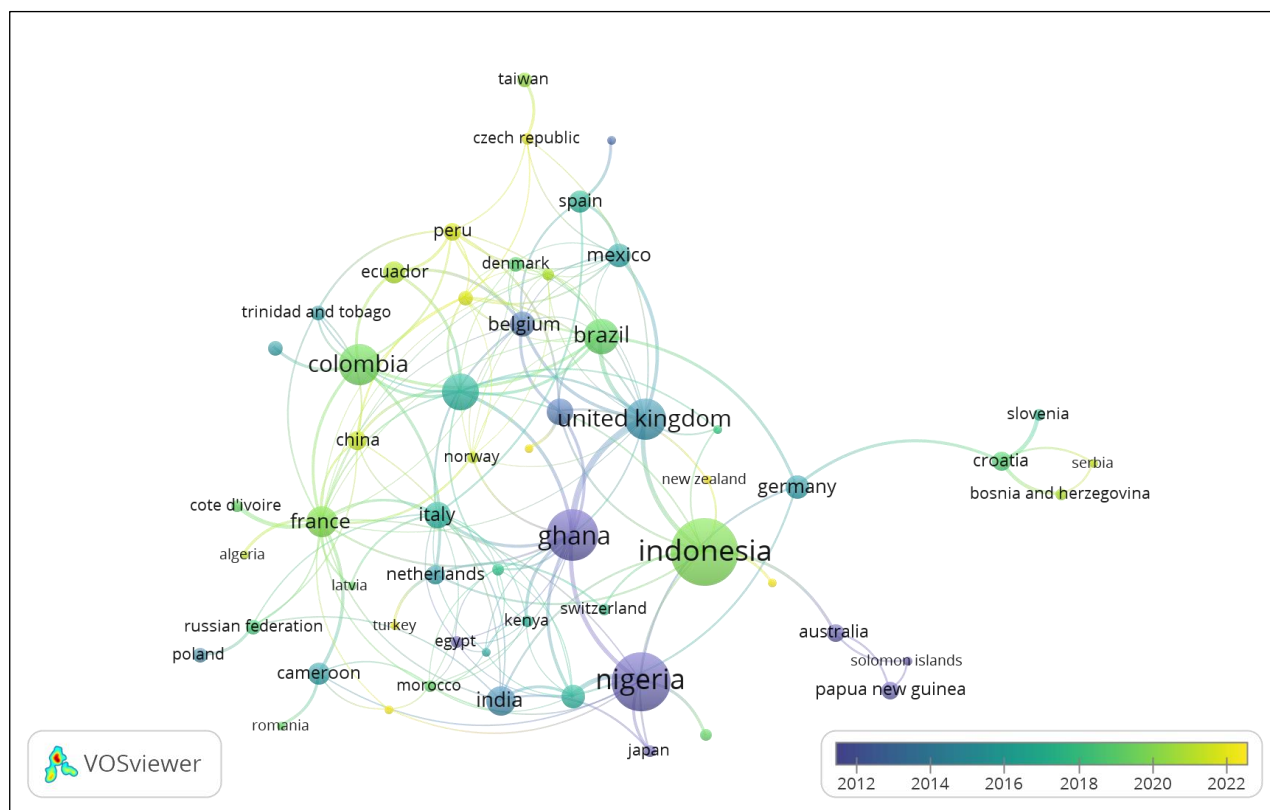 taiwan
czech republic
spain
peru
mexico
denmark
ecuador
trinidad and tobago
belgium
brazil
colombia
slovenia
united kingdom
china
norway
croatia
serbia
new zealand
germany
bosnia and herzegovina
cote d'ivoire
italy
france
ghana
algeria
indonesia
netherlands
latvia
switzerland
kenya
russian federation
turkey
egypt
australia
poland
solomon islands
cameroon
morocco
nigeria
papua new guinea
india
romania
japan
VOSviewer
2012 2014 2016 2018 2020 2022